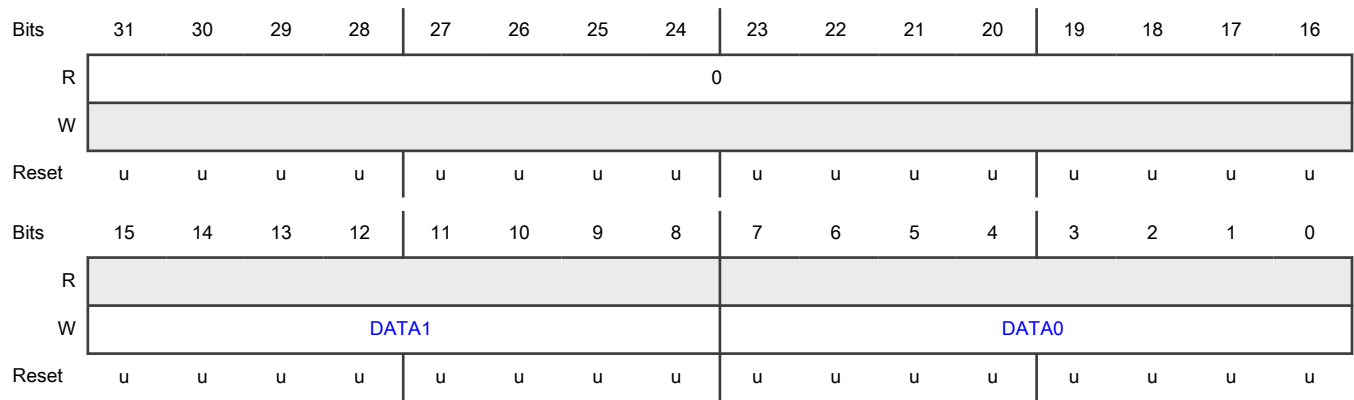 Bits 31 30 29 28 27 26 25 24 23 22 21 20 19 18 17 16
R 0
W
Reset u u u u u u u u u u u u u u u u
Bits 15 14 13 12 11 10 9 8 7 6 5 4 3 2 1 0
R
W DATA1 DATA0
Reset u u u u u u u u u u u u u u u u